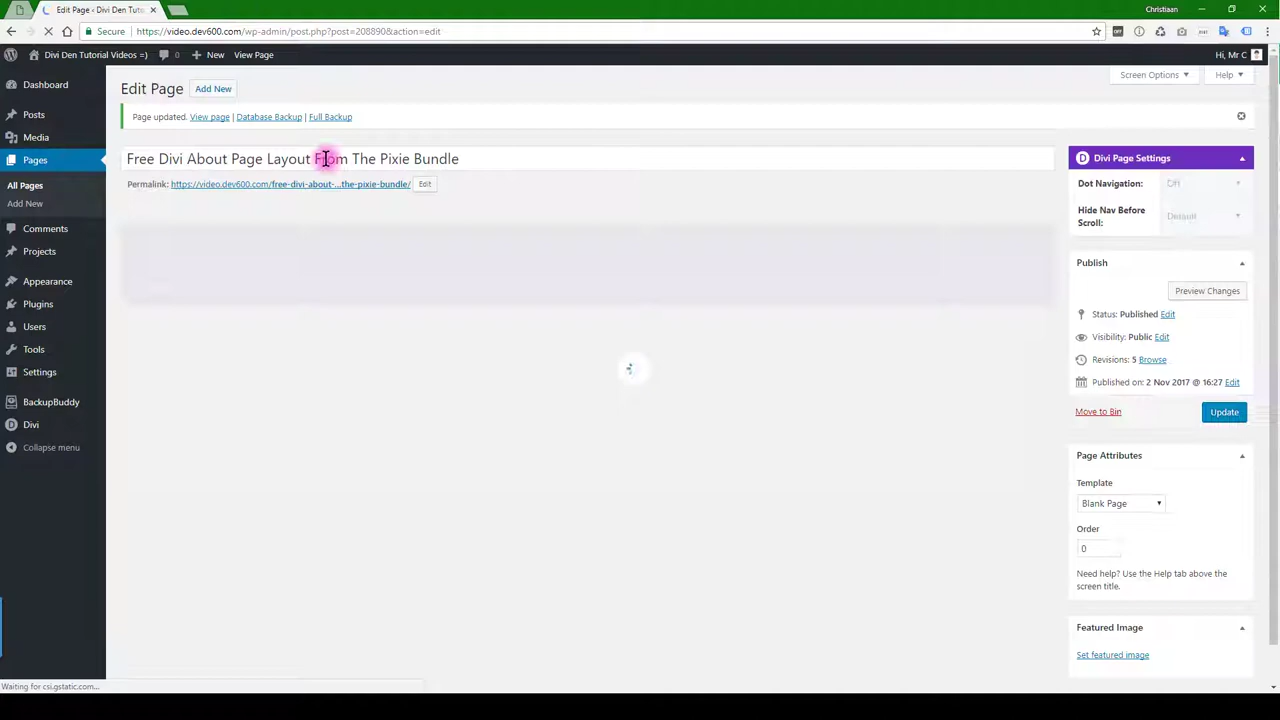 Edit Page ‹ Divi Den Tuto
Christiaan
Secure
https://video.dev600.com/wp-admin/post.php?post=208890&action=edit
Divi Den Tutorial Videos =)
0
New
View Page
Hi, Mr C
Dashboard
Posts
Media
Pages
All Pages
Add New
Comments
Projects
Appearance
Plugins
Users
Tools
Settings
BackupBuddy
Divi
Collapse menu
Edit Page
Add New
Screen Options
Help
Page updated. View page | Database Backup | Full Backup
Free Divi About Page Layout From The Pixie Bundle
Permalink: https://video.dev600.com/free-divi-about-...the-pixie-bundle/
Edit
Divi Page Settings
Dot Navigation:
Off
Hide Nav Before
Scroll:
Default
Publish
Preview Changes
Status: Published Edit
Visibility: Public Edit
Revisions: 5 Browse
Published on: 2 Nov 2017 @ 16:27 Edit
Move to Bin
Update
Page Attributes
Template
Blank Page
Order
0
Need help? Use the Help tab above the
screen title.
Featured Image
Set featured image
Waiting for csi.gstatic.com...